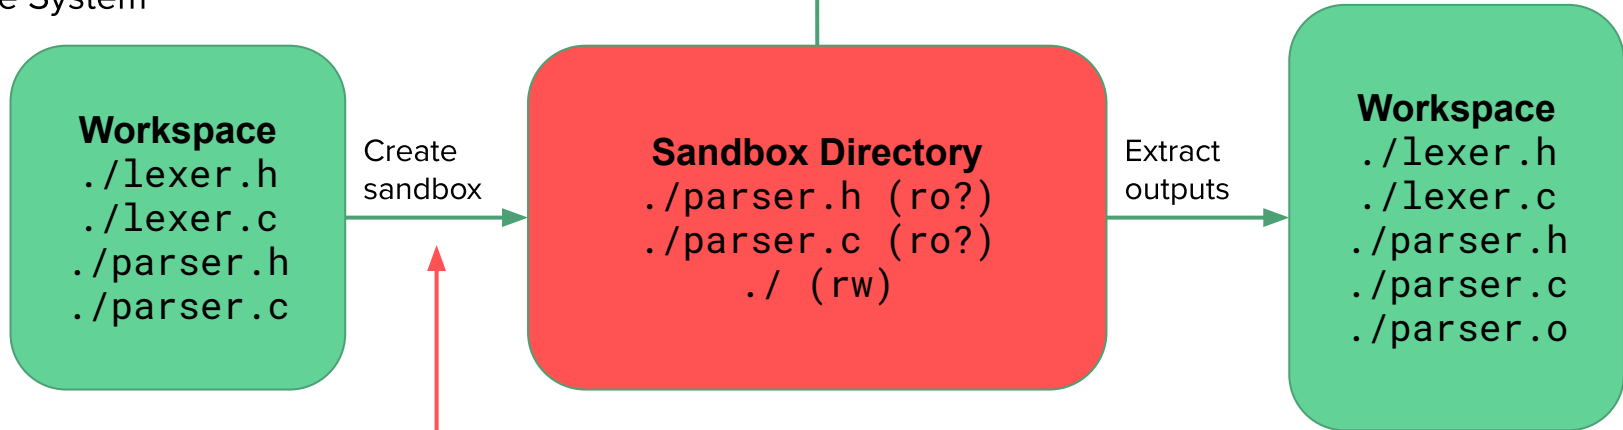 e System
Workspace
./lexer.h
./lexer.c
./parser.h
./parser.c
Create
sandbox
Sandbox Directory
./parser.h (ro?)
./parser.c (ro?)
./ (rw)
Extract
outputs
Workspace
./lexer.h
./lexer.c
./parser.h
./parser.c
./parser.o